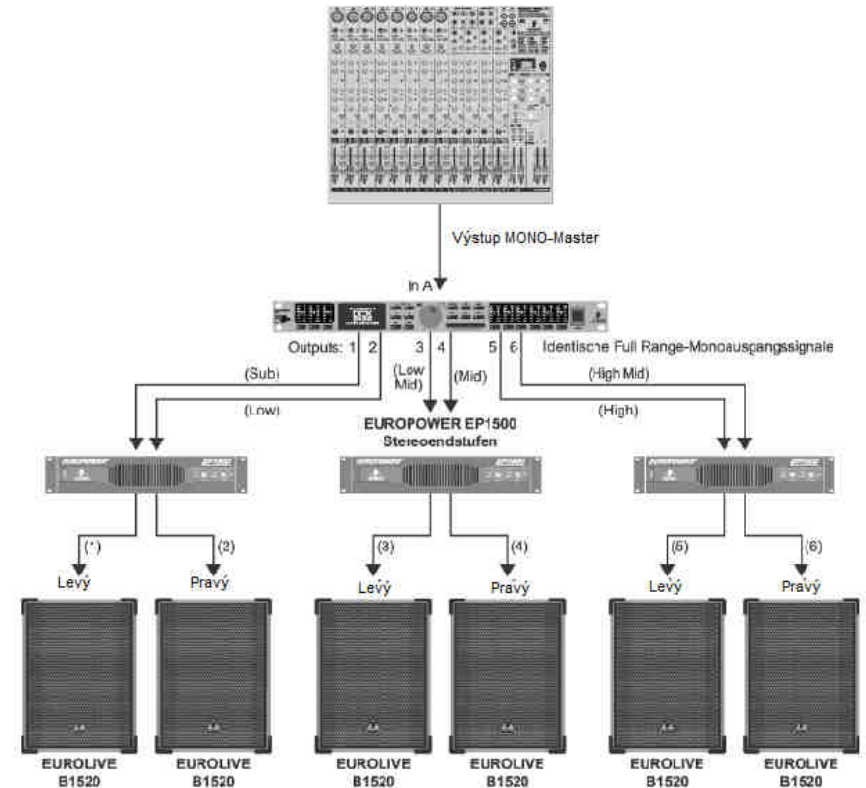 Výstup MONO-Master
In A
Outputs: 1 2 3 4 5 6 Identische Full Range-Monoausgangssignale
(Sub) (Low Mid) (Mid) (High Mid)
(Low) (High)
EUROPOWER EP1500
Stereoendstufen
(1) (2) (3) (4) (5) (6)
Levý Pravý Levý Pravý Levý Pravý
EUROLIVE EUROLIVE EUROLIVE EUROLIVE EUROLIVE EUROLIVE
B1520 B1520 B1520 B1520 B1520 B1520